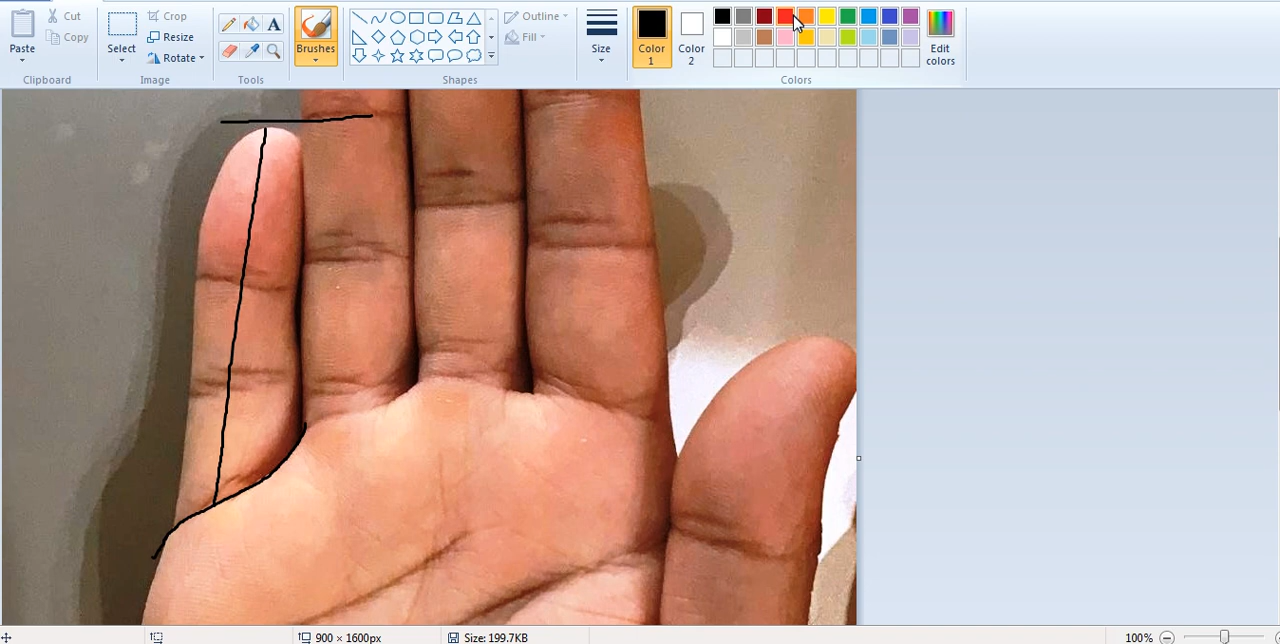 Cut
Copy
Paste
Clipboard
Select
Crop
Resize
Rotate
Image
A
Tools
Brushes
Outline
Fill
Shapes
Size
Color
1
Color
2
Edit
colors
Colors
900 × 1600px
Size: 199.7KB
100%